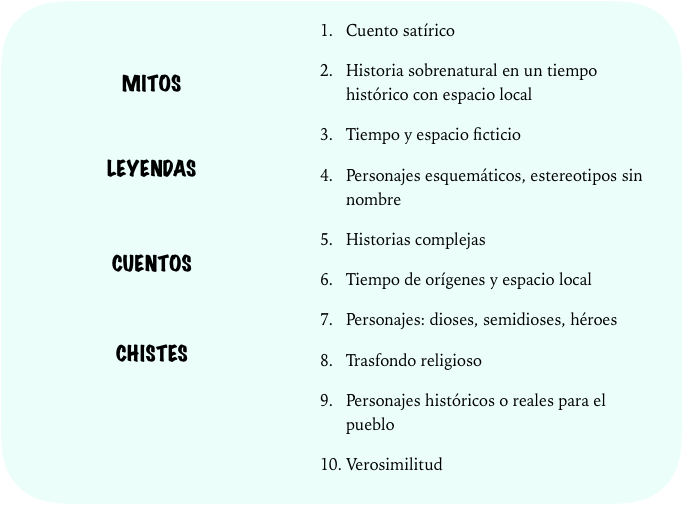 MITOS
LEYENDAS
CUENTOS
CHISTES
1. Cuento satírico
2. Historia sobrenatural en un tiempo
histórico con espacio local
3. Tiempo y espacio ficticio
4. Personajes esquemáticos, estereotipos sin
nombre
5. Historias complejas
6. Tiempo de orígenes y espacio local
7. Personajes: dioses, semidioses, héroes
8. Trasfondo religioso
9. Personajes históricos o reales para el
pueblo
10. Verosimilitud